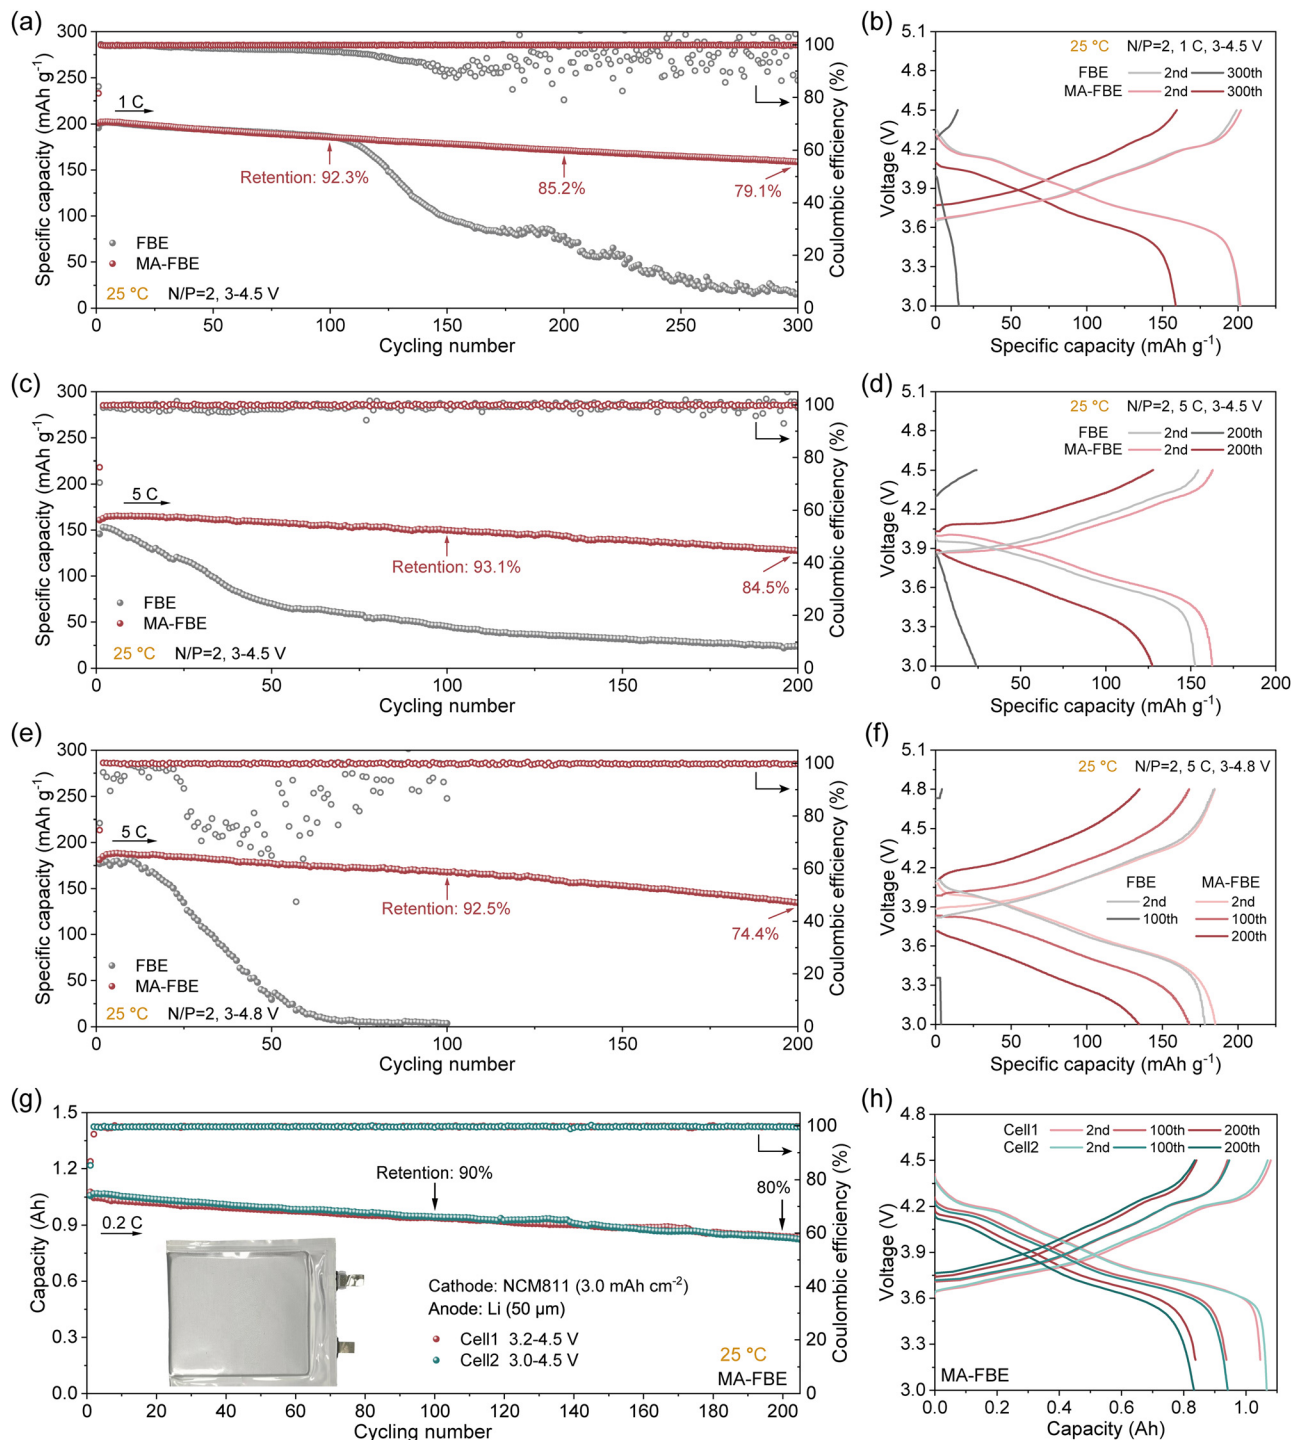 (a)
300
250
200
150
100
50
0
Specific capacity (mAh g⁻¹)
1 C
Retention: 92.3%
85.2%
79.1%
FBE
MA-FBE
25 ºC N/P=2, 3-4.5 V
100
80
60
40
20
0
Coulombic efficiency (%)
0 50 100 150 200 250 300
Cycling number
(b)
5.1
4.8
4.5
4.2
3.9
3.6
3.3
3.0
Voltage (V)
25 ºC N/P=2, 1 C, 3-4.5 V
FBE 2nd 300th
MA-FBE 2nd 300th
0 50 100 150 200
Specific capacity (mAh g⁻¹)
(c)
300
250
200
150
100
50
0
Specific capacity (mAh g⁻¹)
5 C
Retention: 93.1%
84.5%
FBE
MA-FBE
25 ºC N/P=2, 3-4.5 V
100
80
60
40
20
0
Coulombic efficiency (%)
0 50 100 150 200
Cycling number
(d)
5.1
4.8
4.5
4.2
3.9
3.6
3.3
3.0
Voltage (V)
25 ºC N/P=2, 5 C, 3-4.5 V
FBE 2nd 200th
MA-FBE 2nd 200th
0 50 100 150 200
Specific capacity (mAh g⁻¹)
(e)
300
250
200
150
100
50
0
Specific capacity (mAh g⁻¹)
5 C
Retention: 92.5%
74.4%
FBE
MA-FBE
25 ºC N/P=2, 3-4.8 V
100
80
60
40
20
0
Coulombic efficiency (%)
0 50 100 150 200
Cycling number
(f)
5.1
4.8
4.5
4.2
3.9
3.6
3.3
3.0
Voltage (V)
25 ºC N/P=2, 5 C, 3-4.8 V
FBE MA-FBE
2nd 2nd
100th 100th
200th
0 50 100 150 200
Specific capacity (mAh g⁻¹)
(g)
1.5
1.2
0.9
0.6
0.3
0.0
Capacity (Ah)
Retention: 90%
80%
0.2 C
Cathode: NCM811 (3.0 mAh cm⁻²)
Anode: Li (50 μm)
Cell1 3.2-4.5 V
Cell2 3.0-4.5 V
25 ºC
MA-FBE
100
80
60
40
20
0
Coulombic efficiency (%)
0 20 40 60 80 100 120 140 160 180 200
Cycling number
(h)
4.8
4.5
4.2
3.9
3.6
3.3
3.0
Voltage (V)
Cell1 2nd 100th 200th
Cell2 2nd 100th 200th
MA-FBE
0.0 0.2 0.4 0.6 0.8 1.0
Capacity (Ah)